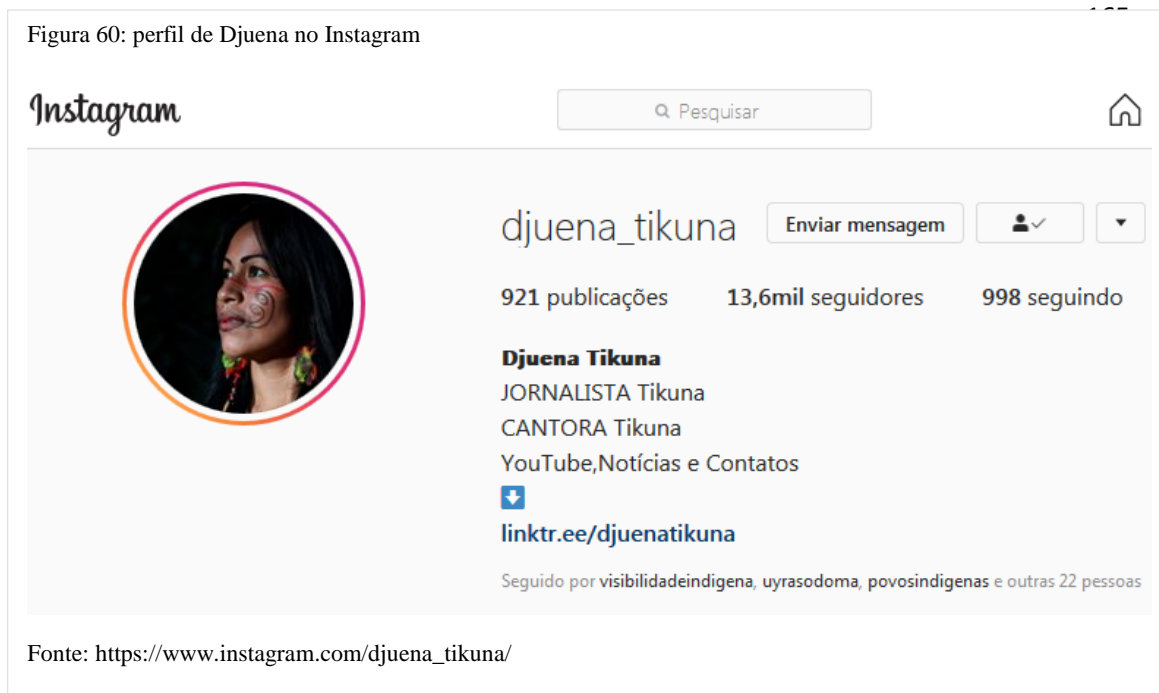 Figura 60: perfil de Djuena no Instagram
Instagram
Pesquisar
djuena_tikuna Enviar mensagem
921 publicações 13,6mil seguidores 998 seguindo
Djuena Tikuna
JORNALISTA Tikuna
CANTORA Tikuna
YouTube,Notícias e Contatos
linktr.ee/djuenatikuna
Seguido por visibilidadeindigena, uyrasodoma, povosindigenas e outras 22 pessoas
Fonte: https://www.instagram.com/djuena_tikuna/